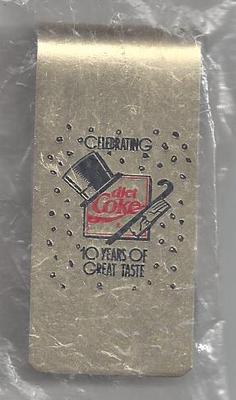 CELEBRATING
diet
Coke
10 YEARS OF
GREAT TASTE